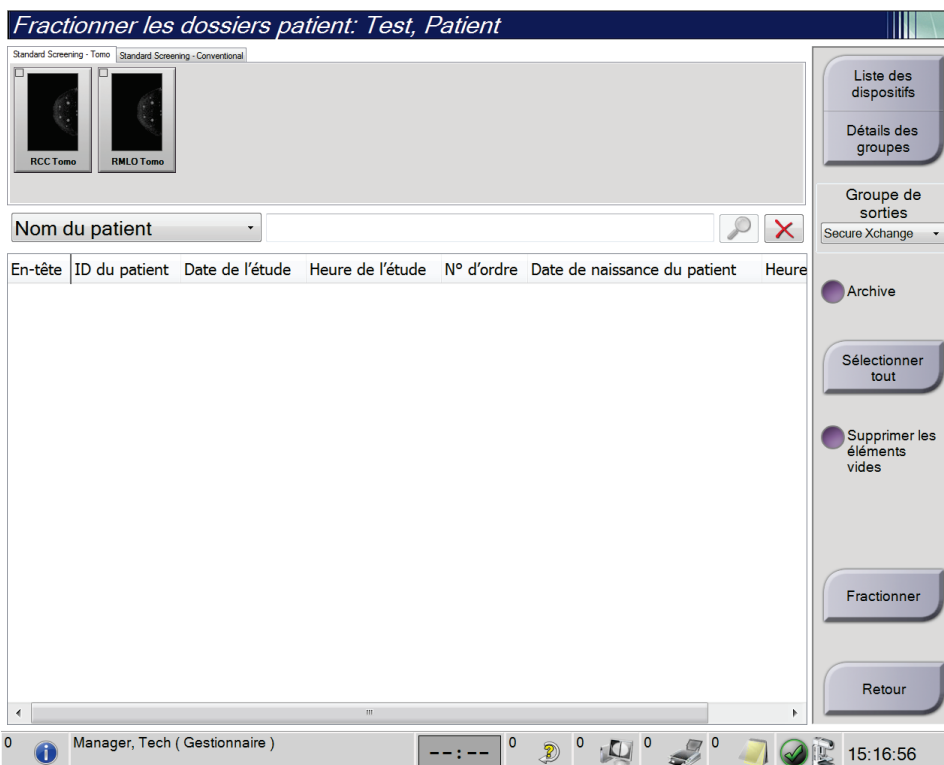 Fractionner les dossiers patient: Test, Patient
Standard Screening - Tomo
Standard Screening - Conventional
RCC Tomo
RMLO Tomo
Nom du patient
En-tête
ID du patient
Date de l'étude
Heure de l'étude
N° d'ordre
Date de naissance du patient
Heure
Liste des
dispositifs
Détails des
groupes
Groupe de
sorties
Secure Xchange
Archive
Sélectionner
tout
Supprimer les
éléments
vides
Fractionner
Retour
0
Manager, Tech ( Gestionnaire )
--:--
0
0
0
0
15:16:56